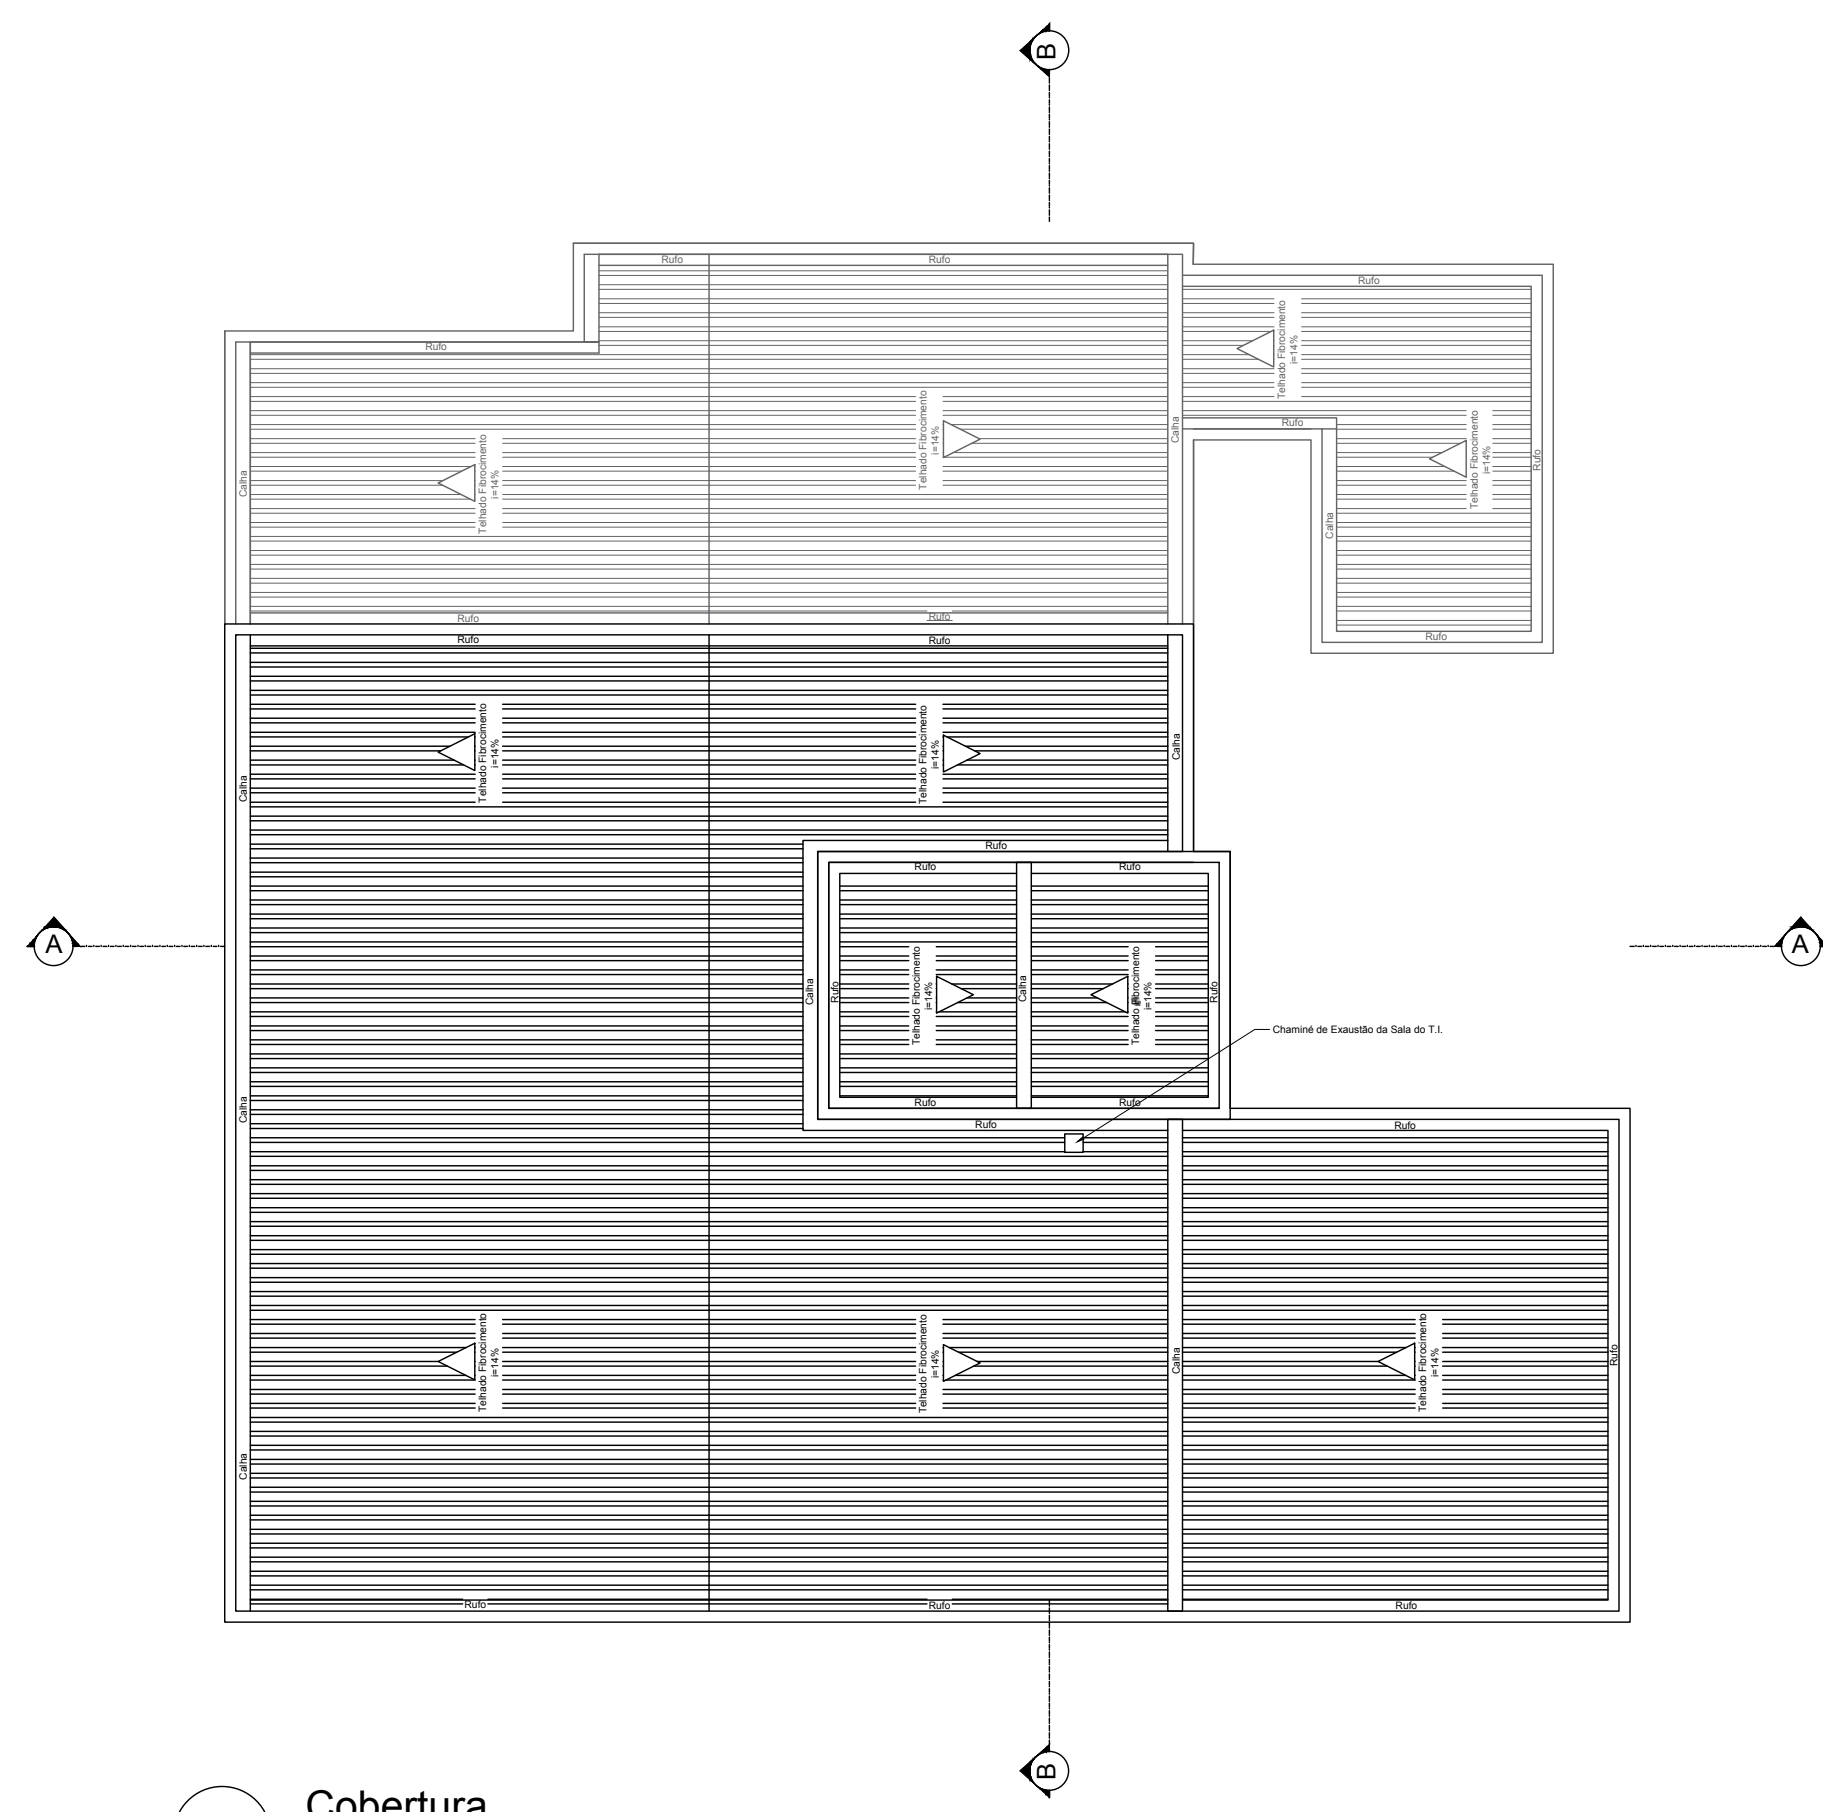 B
Rufo
Rufo
Rufo
Rufo
Telhado Fibrocimento
i=14%
Telhado Fibrocimento
i=14%
Calha
Rufo
Telhado Fibrocimento
i=14%
Rufo
Calha
Telhado Fibrocimento
i=14%
Calha
Rufo
Rufo
Rufo
Rufo
Rufo
Telhado Fibrocimento
i=14%
Telhado Fibrocimento
i=14%
Calha
Calha
Rufo
Rufo
Rufo
A
A
Calha
Rufo
Telhado Fibrocimento
i=14%
Calha
Telhado Fibrocimento
i=14%
Rufo
Chaminé de Exaustão da Sala do T.I.
Calha
Rufo
Rufo
Rufo
Rufo
Telhado Fibrocimento
i=14%
Telhado Fibrocimento
i=14%
Calha
Telhado Fibrocimento
i=14%
Rufo
Calha
Rufo
Rufo
Rufo
B
Cobertura